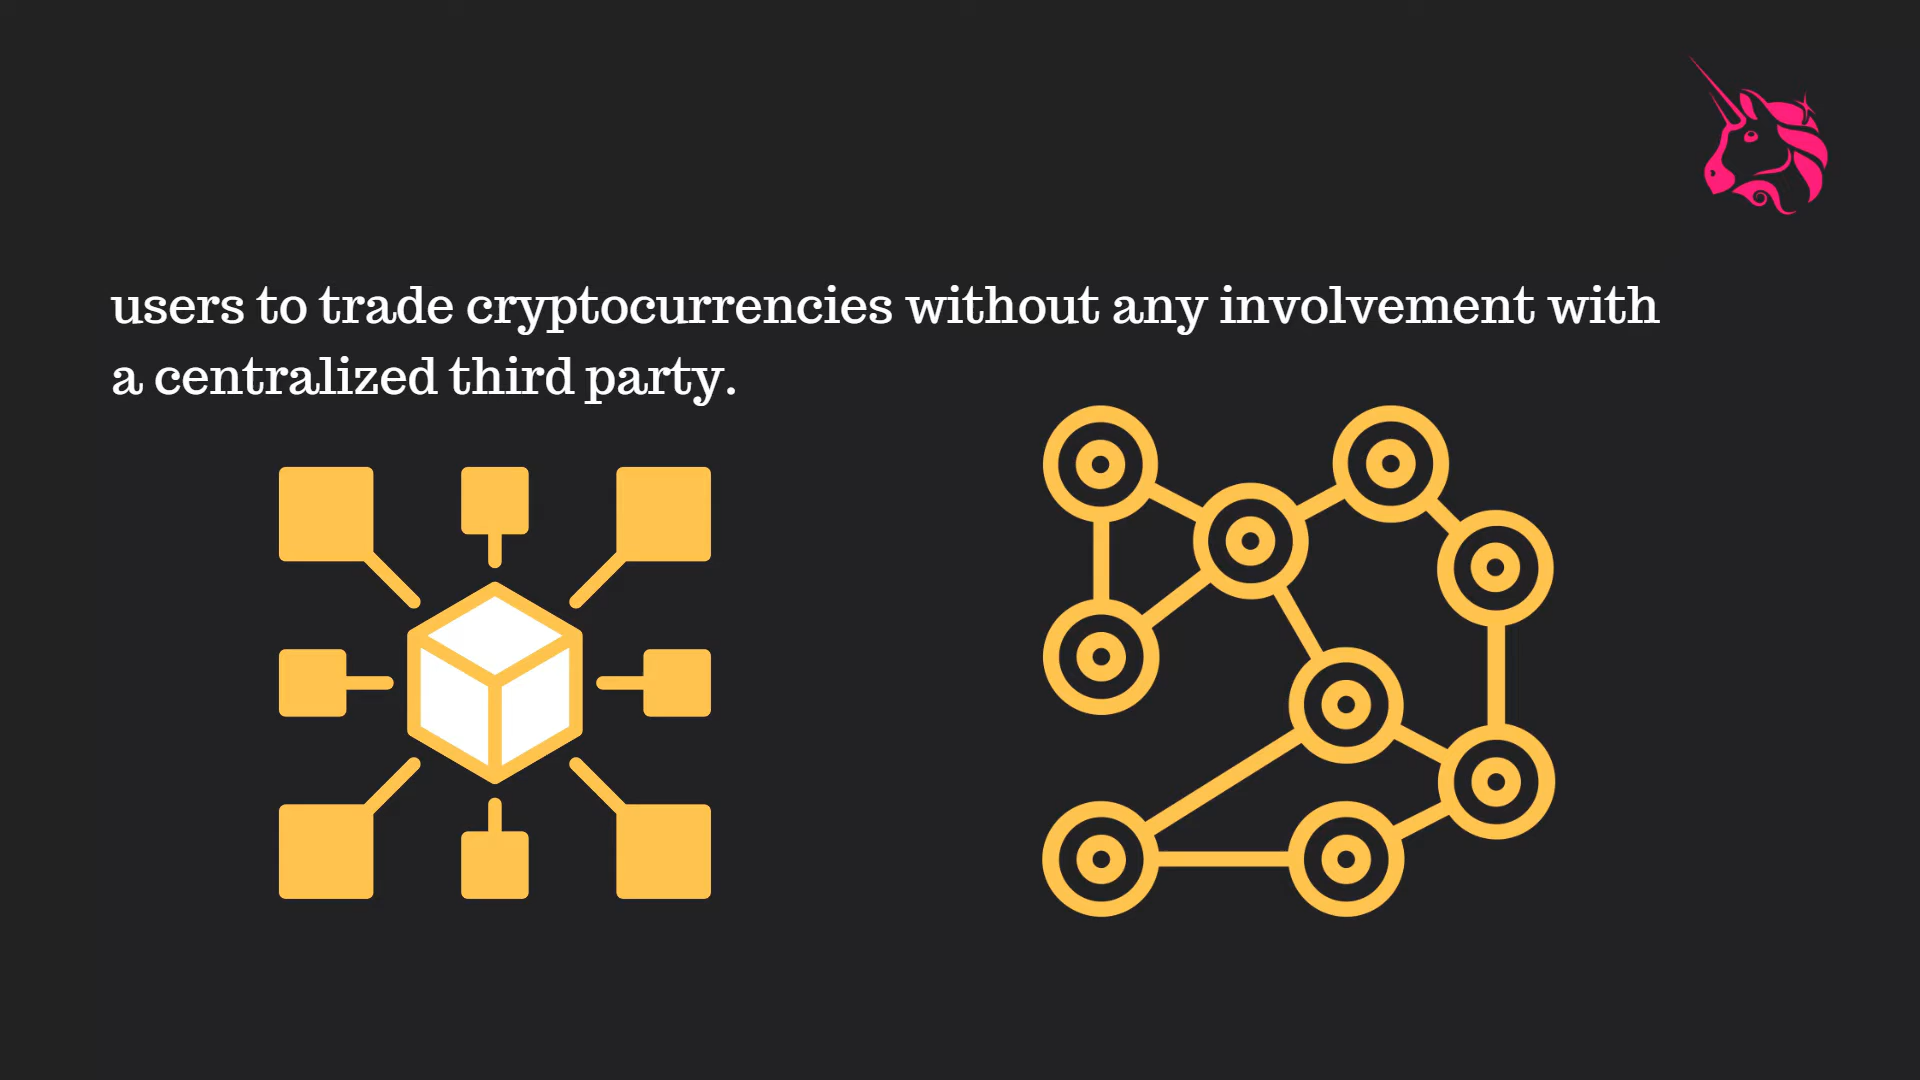 users to trade cryptocurrencies without any involvement with
a centralized third party.